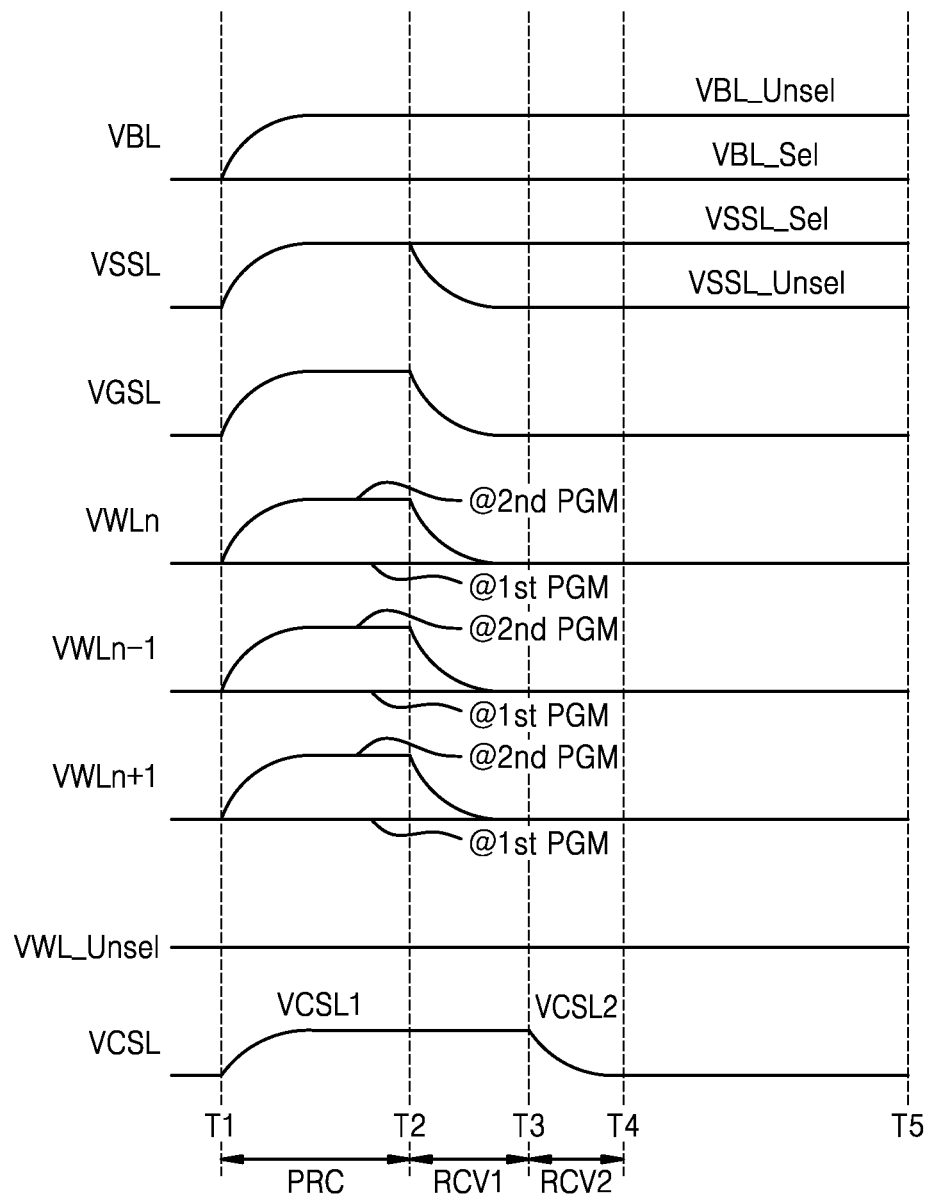 VBL_Unsel
VBL
VBL_Sel
VSSL_Sel
VSSL
VSSL_Unsel
VGSL
@2nd PGM
VWLn
@1st PGM
@2nd PGM
VWLn-1
@1st PGM
@2nd PGM
VWLn+1
@1st PGM
VWL_Unsel
VCSL1 VCSL2
VCSL
T1 T2 T3 T4 T5
PRC RCV1 RCV2